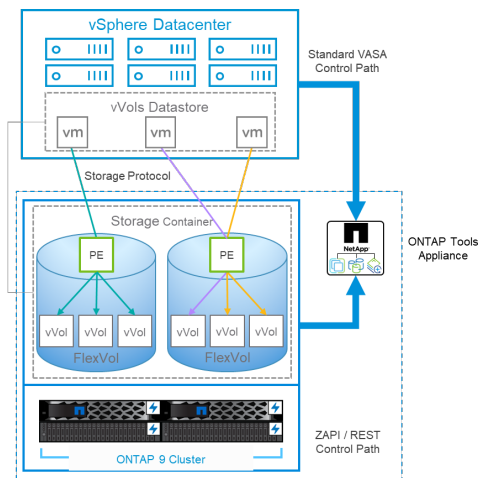 vSphere Datacenter
vVols Datastore
vm
vm
vm
Standard VASA
Control Path
Storage Protocol
Storage Container
PE
PE
vVol
vVol
vVol
vVol
vVol
vVol
FlexVol
FlexVol
NetApp
ONTAP Tools
Appliance
ONTAP 9 Cluster
ZAPI / REST
Control Path